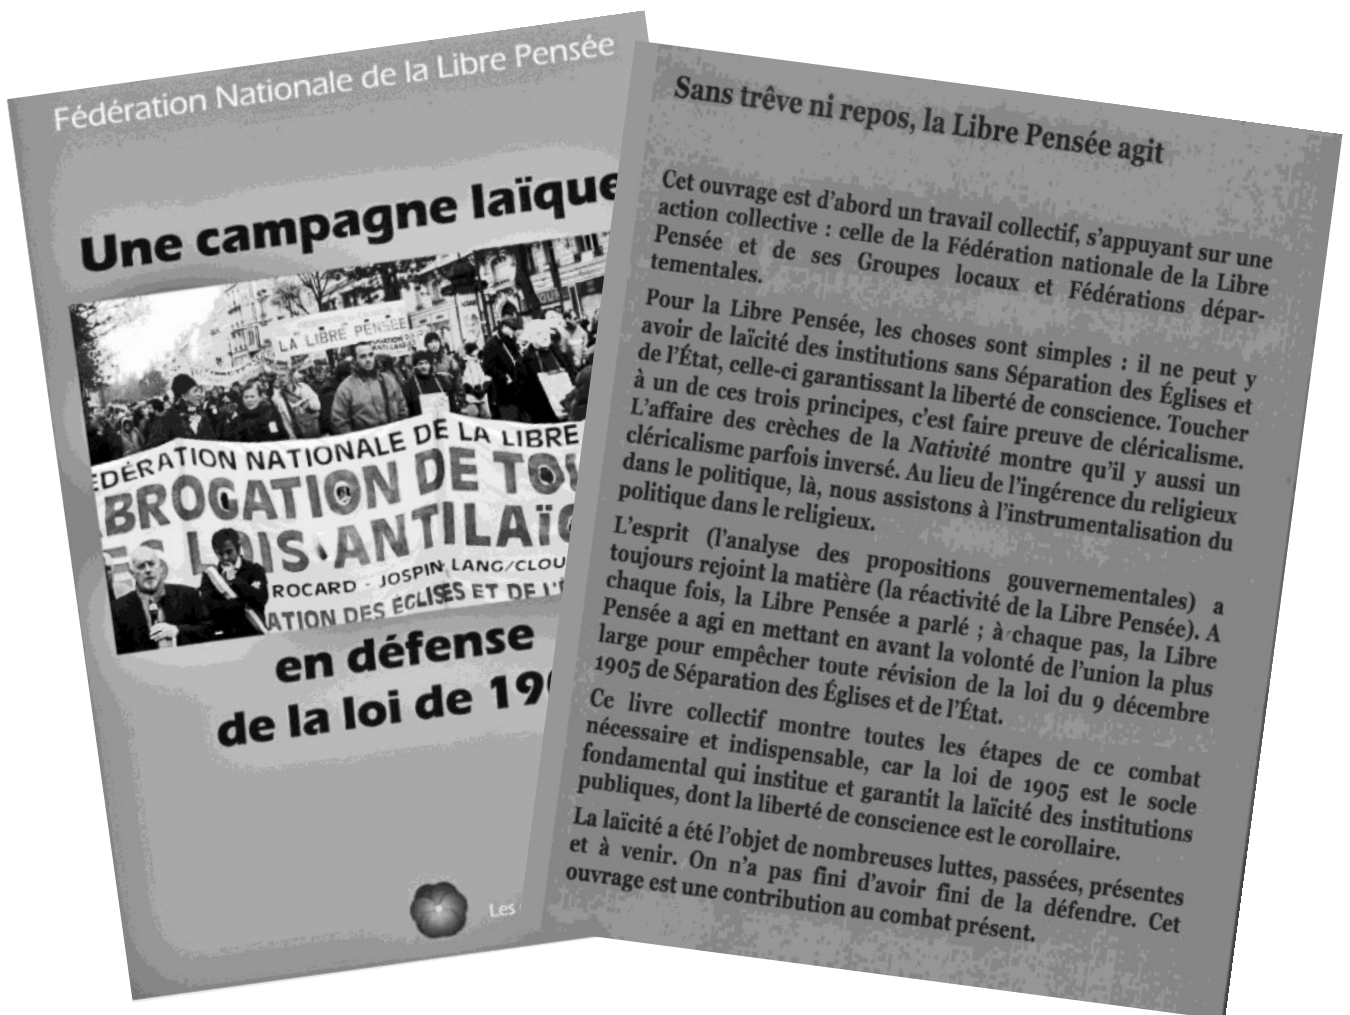 Fédération Nationale de la Libre Pensée
Une campagne laïque
LA LIBRE PENSÉE
FÉDÉRATION NATIONALE DE LA LIBRE
BROGATION DE TOU
ES LOIS ANTILAÏQ
ROCARD - JOSPIN LANG/CLOU
ATION DES ÉGLISES ET DE L'É
en défense
de la loi de 190
Les
Sans trêve ni repos, la Libre Pensée agit
Cet ouvrage est d'abord un travail collectif, s'appuyant sur une
action collective : celle de la Fédération nationale de la Libre
Pensée et de ses Groupes locaux et Fédérations dépar-
tementales.
Pour la Libre Pensée, les choses sont simples : il ne peut y
avoir de laïcité des institutions sans Séparation des Églises et
de l'État, celle-ci garantissant la liberté de conscience. Toucher
à un de ces trois principes, c'est faire preuve de cléricalisme.
L'affaire des crèches de la Nativité montre qu'il y aussi un
cléricalisme parfois inversé. Au lieu de l'ingérence du religieux
dans le politique, là, nous assistons à l'instrumentalisation du
politique dans le religieux.
L'esprit (l'analyse des propositions gouvernementales) a
toujours rejoint la matière (la réactivité de la Libre Pensée). A
chaque fois, la Libre Pensée a parlé ; à chaque pas, la Libre
Pensée a agi en mettant en avant la volonté de l'union la plus
large pour empêcher toute révision de la loi du 9 décembre
1905 de Séparation des Églises et de l'État.
Ce livre collectif montre toutes les étapes de ce combat
nécessaire et indispensable, car la loi de 1905 est le socle
fondamental qui institue et garantit la laïcité des institutions
publiques, dont la liberté de conscience est le corollaire.
La laïcité a été l'objet de nombreuses luttes, passées, présentes
et à venir. On n'a pas fini d'avoir fini de la défendre. Cet
ouvrage est une contribution au combat présent.